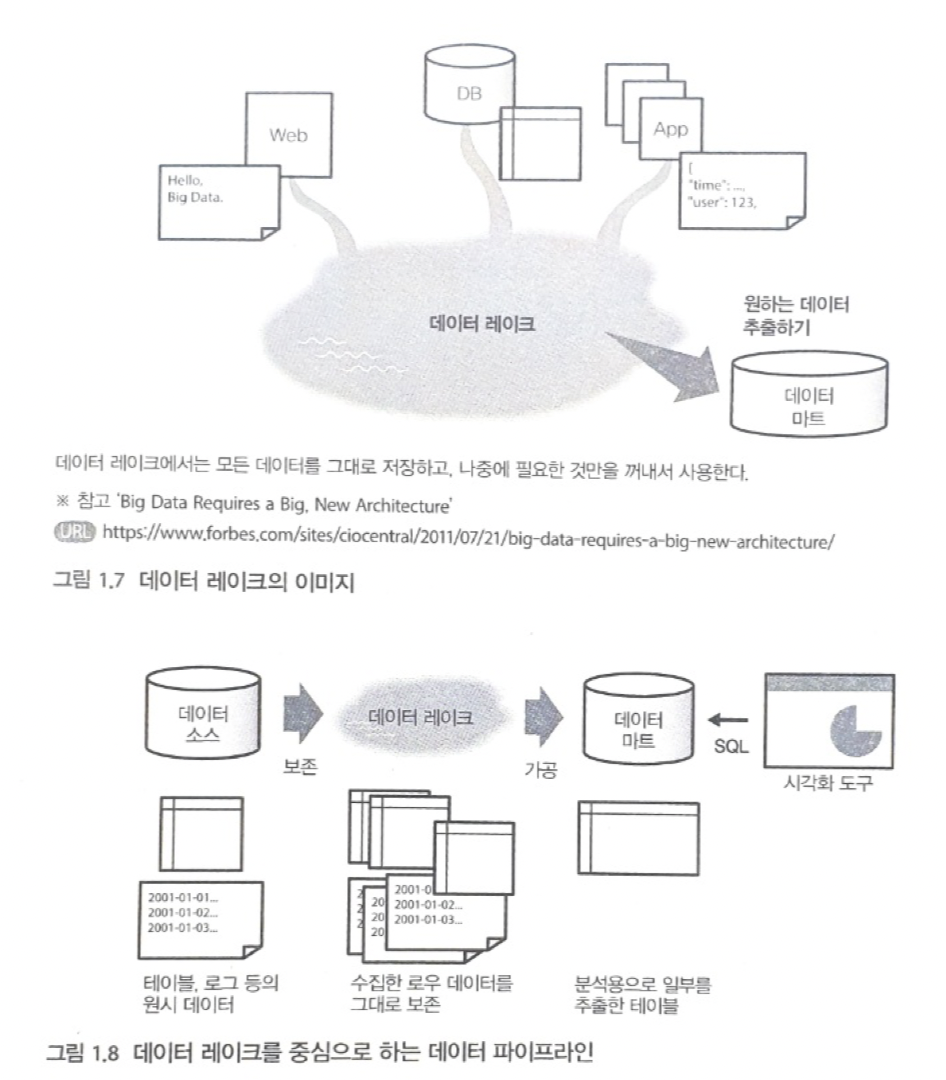 DB
Web
App
Hello,
Big Data.
{
"time": ...,
"user": 123,
데이터 레이크
원하는 데이터
추출하기
데이터
마트
데이터 레이크에서는 모든 데이터를 그대로 저장하고, 나중에 필요한 것만을 꺼내서 사용한다.
※ 참고 'Big Data Requires a Big, New Architecture'
URL https://www.forbes.com/sites/ciocentral/2011/07/21/big-data-requires-a-big-new-architecture/
그림 1.7 데이터 레이크의 이미지
데이터
소스
보존
데이터 레이크
가공
데이터
마트
SQL
시각화 도구
2001-01-01...
2001-01-02...
2001-01-03...
2
2
2
20
20
20
2001-0
2001-01-02...
2001-01-03...
테이블, 로그 등의
원시 데이터
수집한 로우 데이터를
그대로 보존
분석용으로 일부를
추출한 테이블
그림 1.8 데이터 레이크를 중심으로 하는 데이터 파이프라인